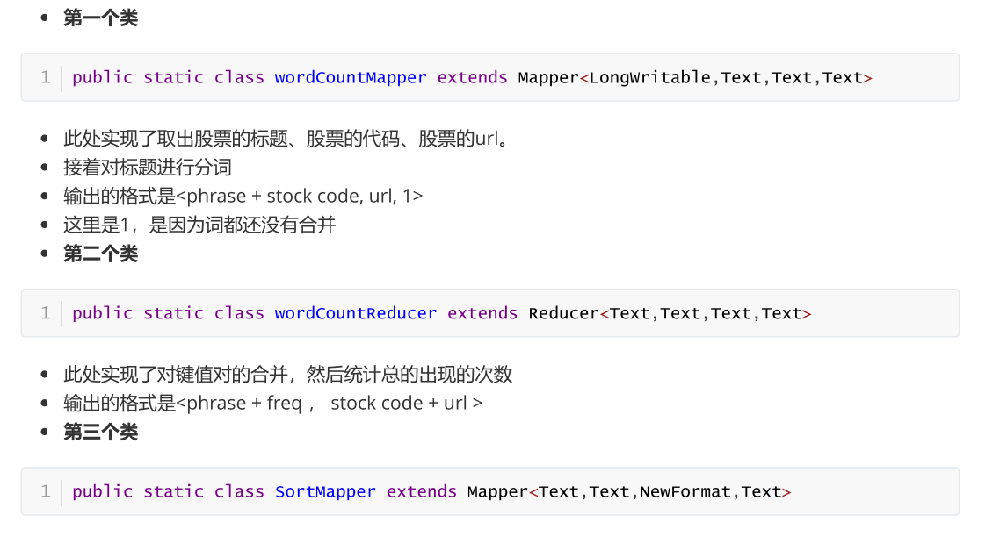 • 第一个类
1 public static class wordCountMapper extends Mapper<LongWritable,Text,Text,Text>
• 此处实现了取出股票的标题、股票的代码、股票的url。
• 接着对标题进行分词
• 输出的格式是<phrase + stock code, url, 1>
• 这里是1，是因为词都还没有合并
• 第二个类
1 public static class wordCountReducer extends Reducer<Text,Text,Text,Text>
• 此处实现了对键值对的合并，然后统计总的出现的次数
• 输出的格式是<phrase + freq ， stock code + url >
• 第三个类
1 public static class SortMapper extends Mapper<Text,Text,NewFormat,Text>